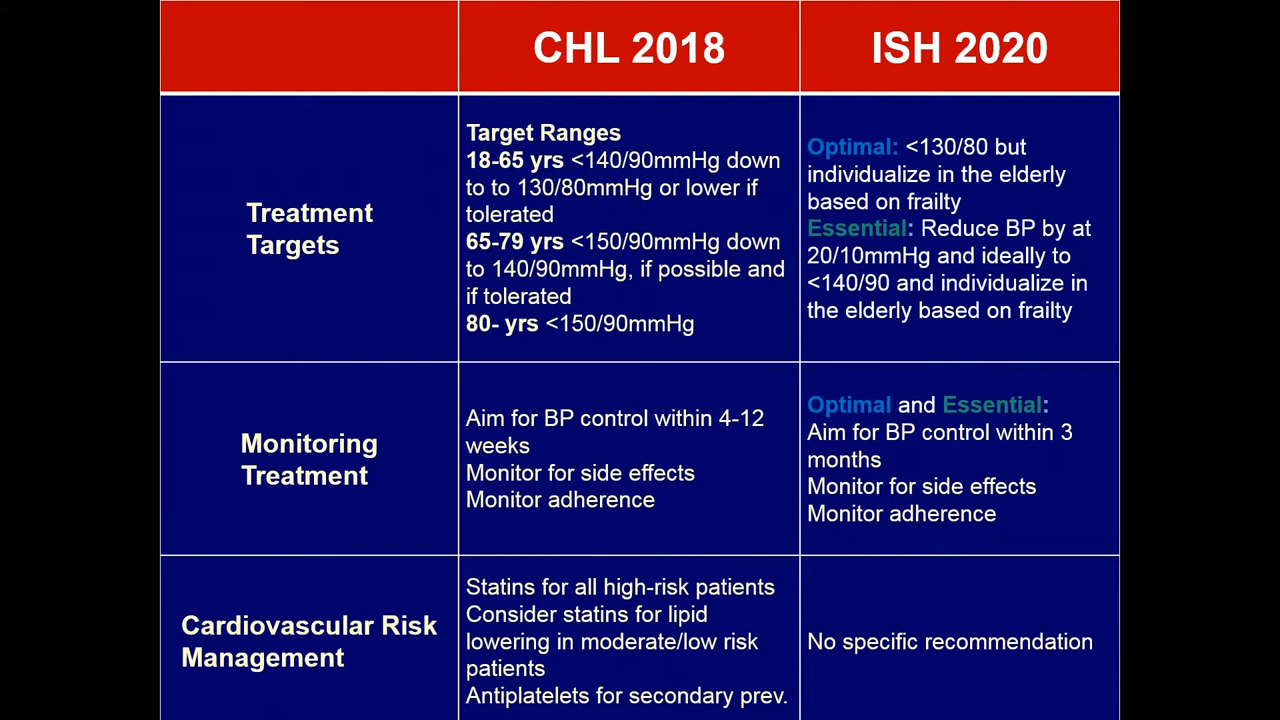 CHL 2018
ISH 2020
Treatment
Targets
Target Ranges
18-65 yrs <140/90mmHg down
to to 130/80mmHg or lower if
tolerated
65-79 yrs <150/90mmHg down
to 140/90mmHg, if possible and
if tolerated
80- yrs <150/90mmHg
Optimal: <130/80 but
individualize in the elderly
based on frailty
Essential: Reduce BP by at
20/10mmHg and ideally to
<140/90 and individualize in
the elderly based on frailty
Monitoring
Treatment
Aim for BP control within 4-12
weeks
Monitor for side effects
Monitor adherence
Optimal and Essential:
Aim for BP control within 3
months
Monitor for side effects
Monitor adherence
Cardiovascular Risk
Management
Statins for all high-risk patients
Consider statins for lipid
lowering in moderate/low risk
patients
Antiplatelets for secondary prev.
No specific recommendation